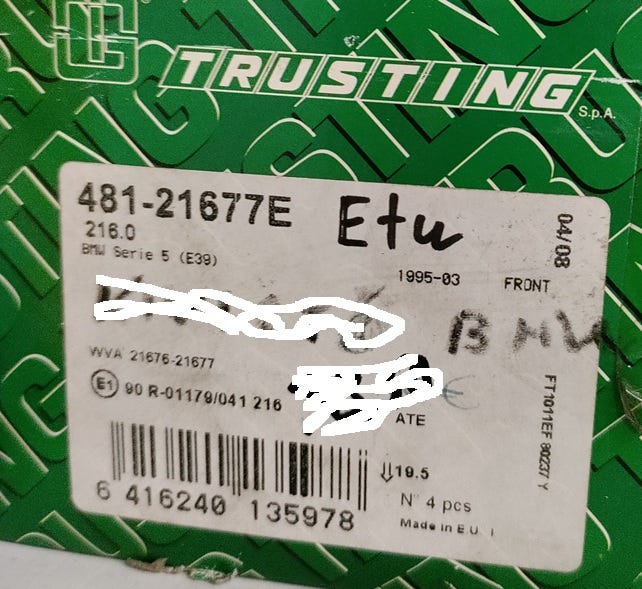 TRUSTING
S.p.A.
481-21677E Etu
216.0
BMW Serie 5 (E39)
1995-03 FRONT
04/08
BMW
WVA 21676-21677
E1 90 R-01179/041 216
ATE
FT1011EF 80237 Y
19.5
6 416240 135978
N° 4 pcs
Made in E.U.